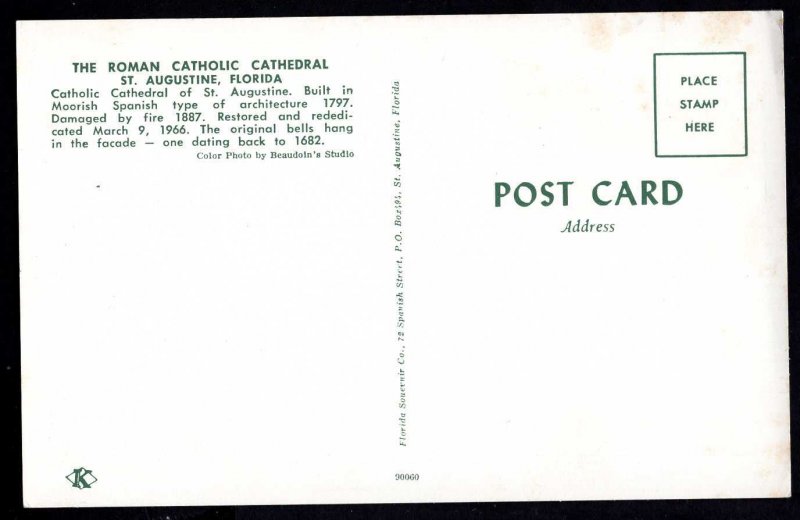 THE ROMAN CATHOLIC CATHEDRAL
ST. AUGUSTINE, FLORIDA
Catholic Cathedral of St. Augustine. Built in
Moorish Spanish type of architecture 1797.
Damaged by fire 1887. Restored and rededi-
cated March 9, 1966. The original bells hang
in the facade — one dating back to 1682.
Color Photo by Beaudoin's Studio
Florida Souvenir Co., 72 Spanish Street, P.O. Box St. Augustine, Florida
PLACE
STAMP
HERE
POST CARD
Address
K
90060